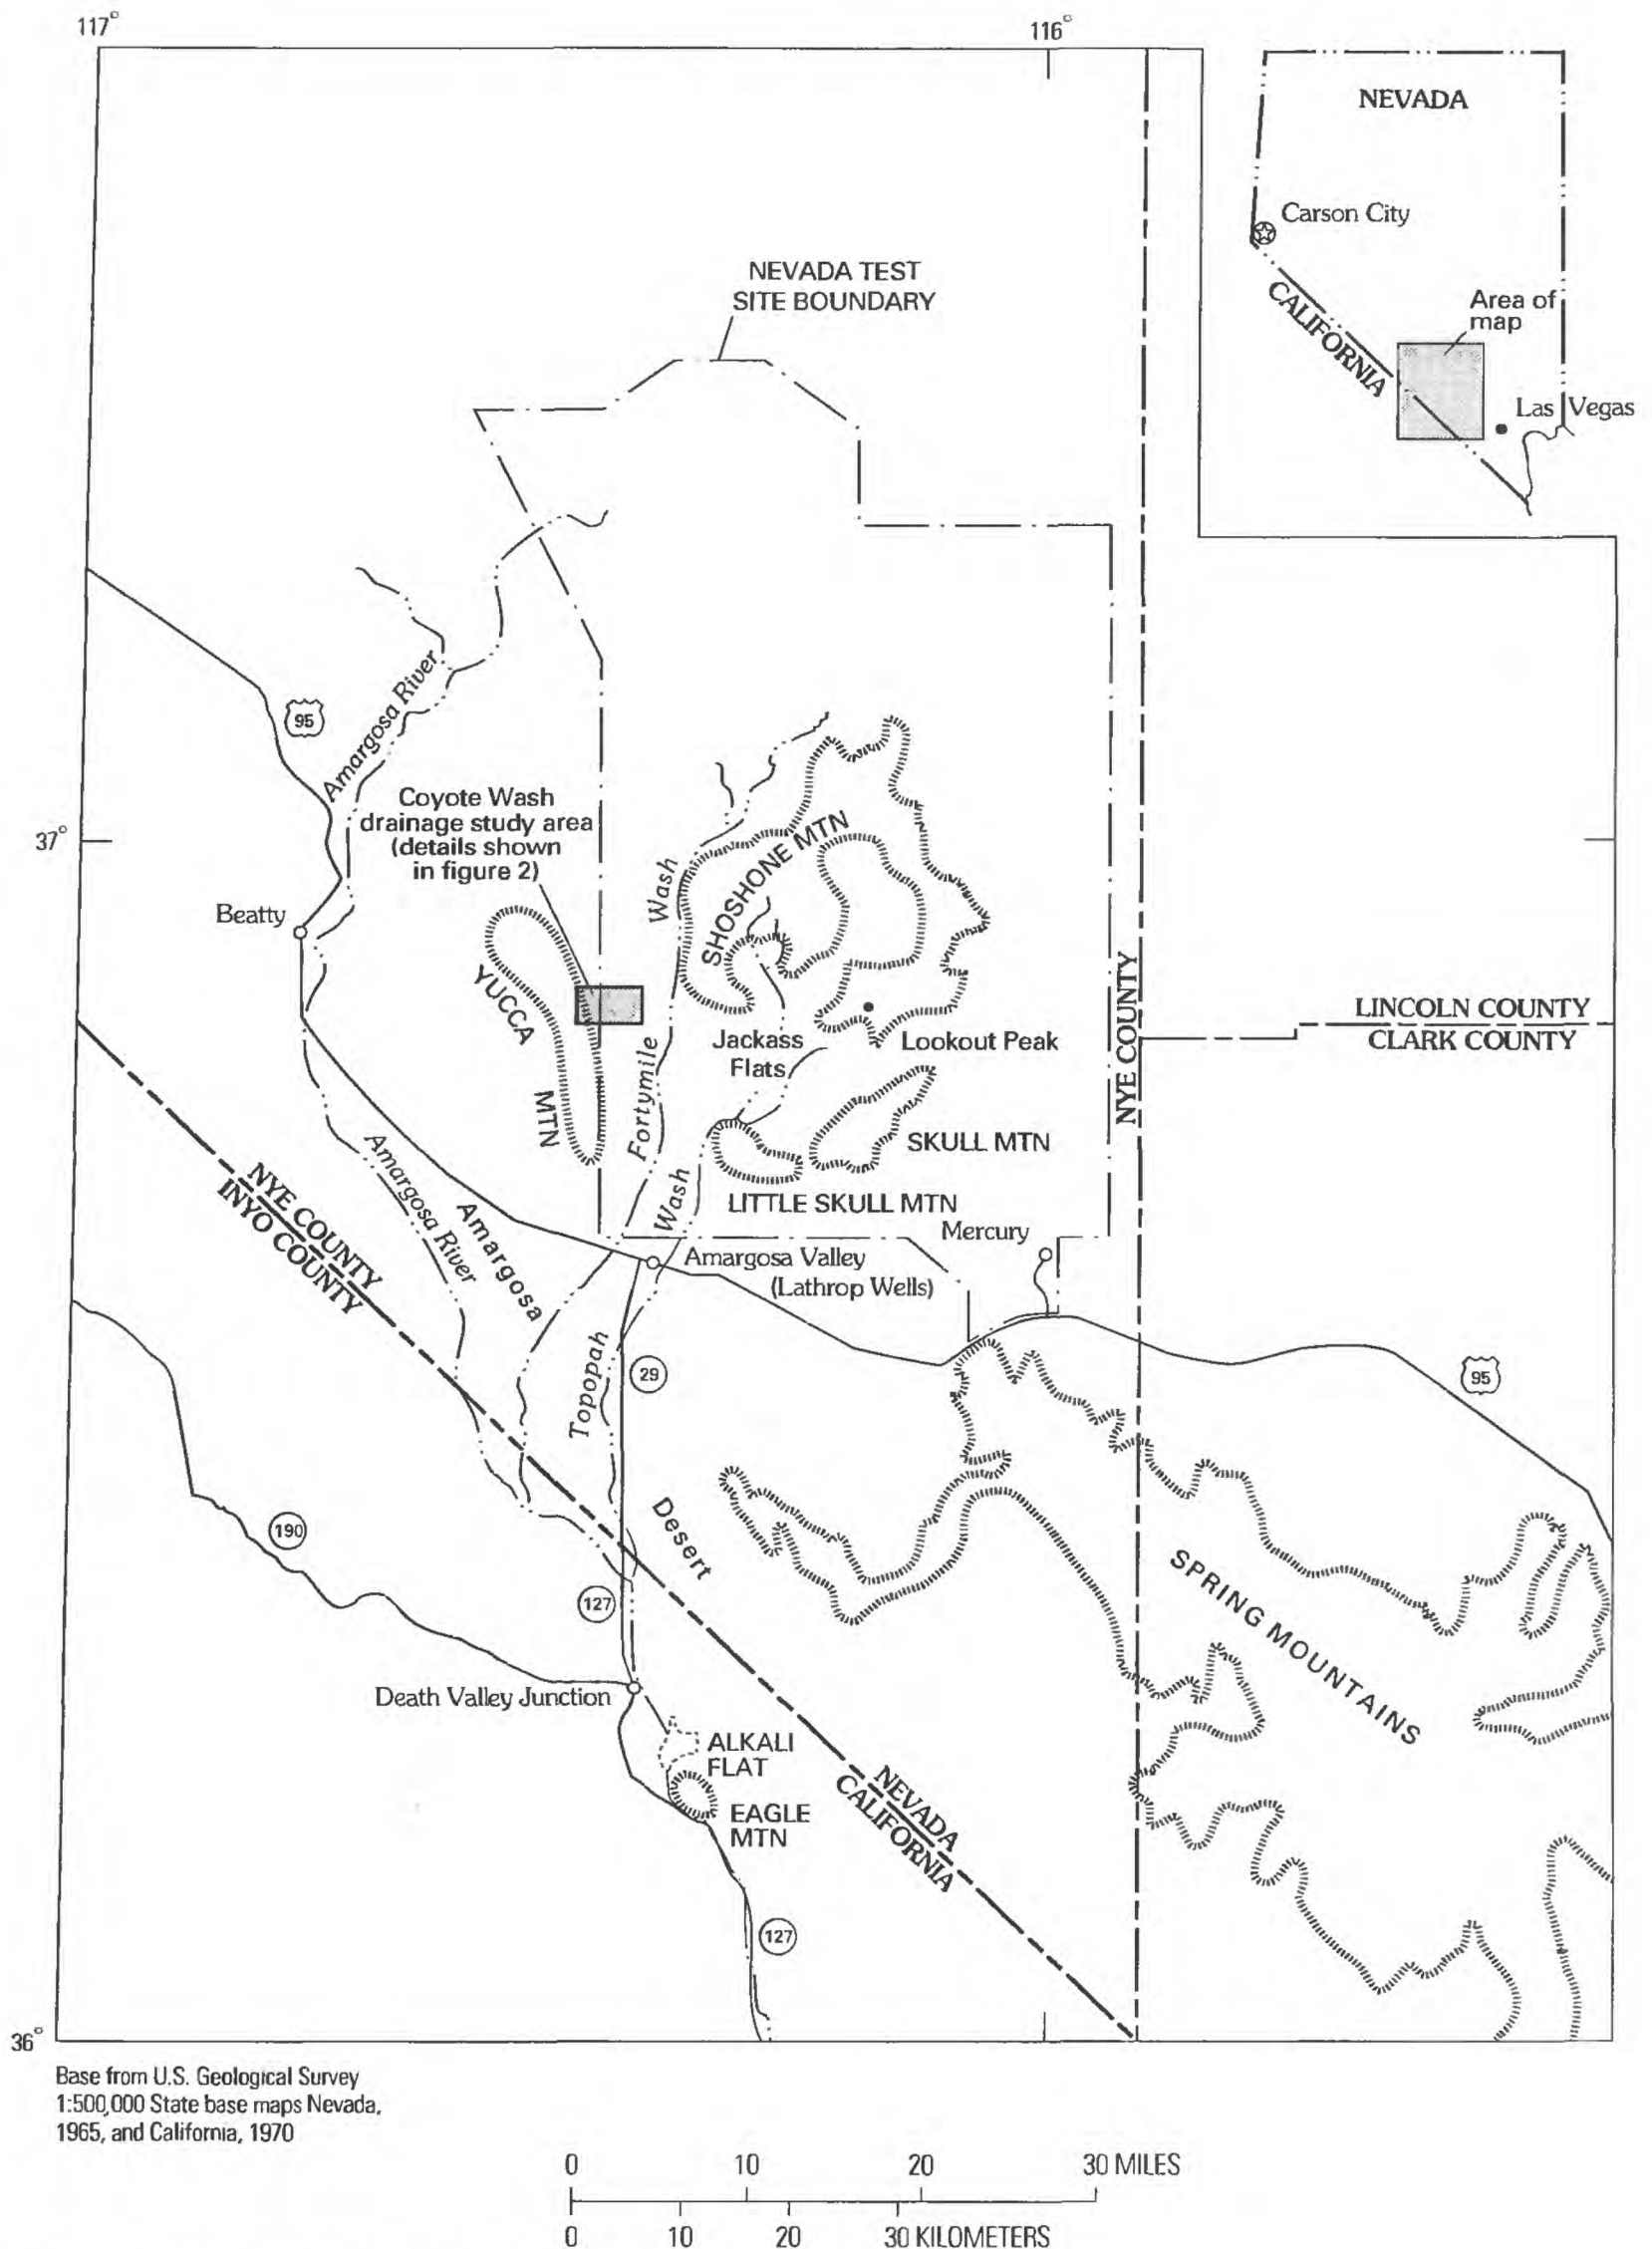 117°
116°
NEVADA
Carson City
CALIFORNIA
Area of
map
Las Vegas
NEVADA TEST
SITE BOUNDARY
95
Amargosa River
Coyote Wash
drainage study area
(details shown
in figure 2)
37°
Beatty
Wash
SHOSHONE MTN
YUCCA
MTN
Fortymile
Jackass
Flats
Lookout Peak
NYE COUNTY
LINCOLN COUNTY
CLARK COUNTY
SKULL MTN
LITTLE SKULL MTN
Wash
Mercury
NYE COUNTY
INYO COUNTY
Amargosa River
Amargosa
Amargosa Valley
(Lathrop Wells)
Topopah
29
95
190
Desert
127
SPRING MOUNTAINS
Death Valley Junction
ALKALI
FLAT
EAGLE
MTN
NEVADA
CALIFORNIA
127
36°
Base from U.S. Geological Survey
1:500,000 State base maps Nevada,
1965, and California, 1970
0 10 20 30 MILES
0 10 20 30 KILOMETERS